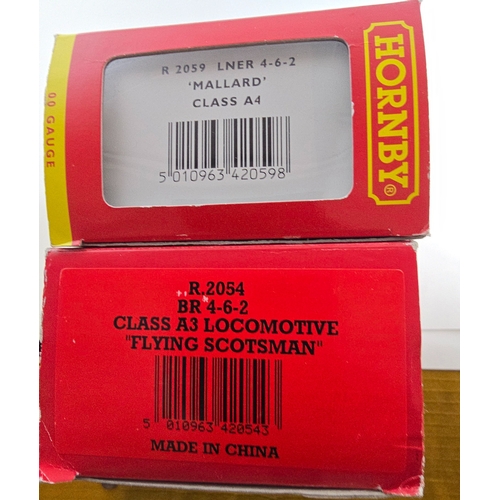 R 2059 LNER 4-6-2
'MALLARD'
CLASS A4
5 010963 420598
HORNBY®
00 GAUGE
R.2054
BR 4-6-2
CLASS A3 LOCOMOTIVE
"FLYING SCOTSMAN"
5 010963 420543
MADE IN CHINA